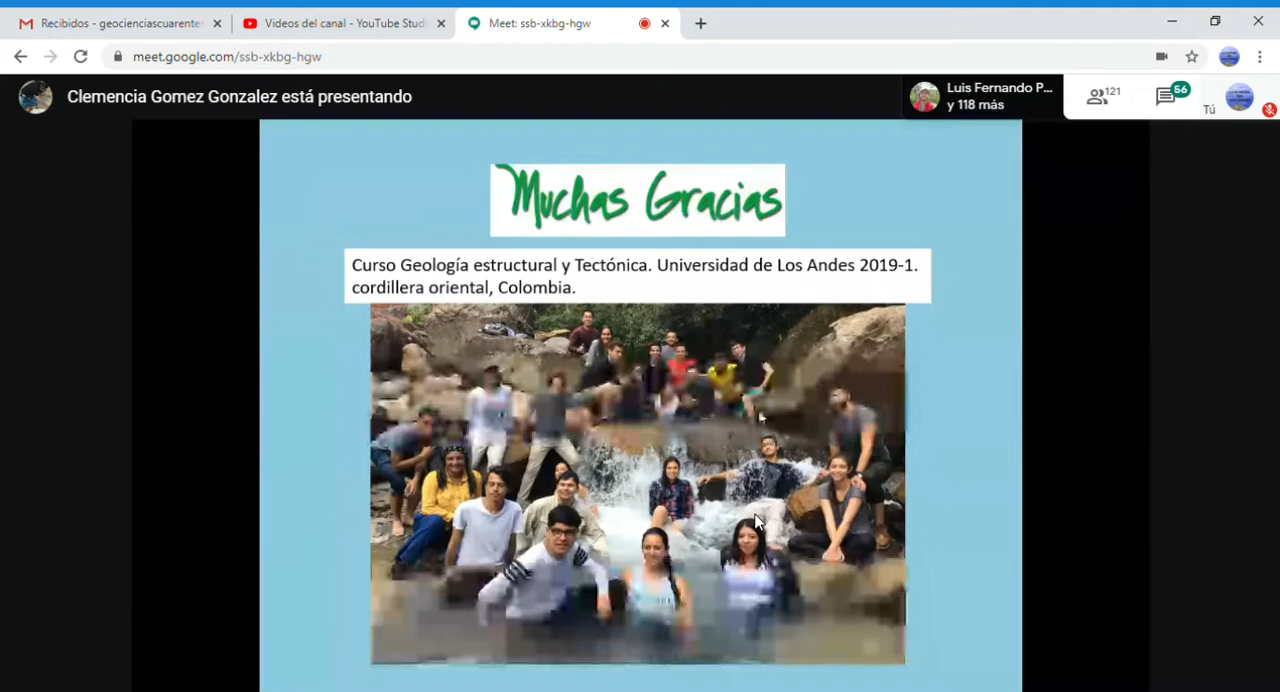 Recibidos - geocienciascuarente
Videos del canal - YouTube Studi
Meet: ssb-xkbg-hgw
meet.google.com/ssb-xkbg-hgw
Clemencia Gomez Gonzalez está presentando
Luis Fernando P...
y 118 más
121
56
Tú
Muchas Gracias
Curso Geología estructural y Tectónica. Universidad de Los Andes 2019-1.
cordillera oriental, Colombia.